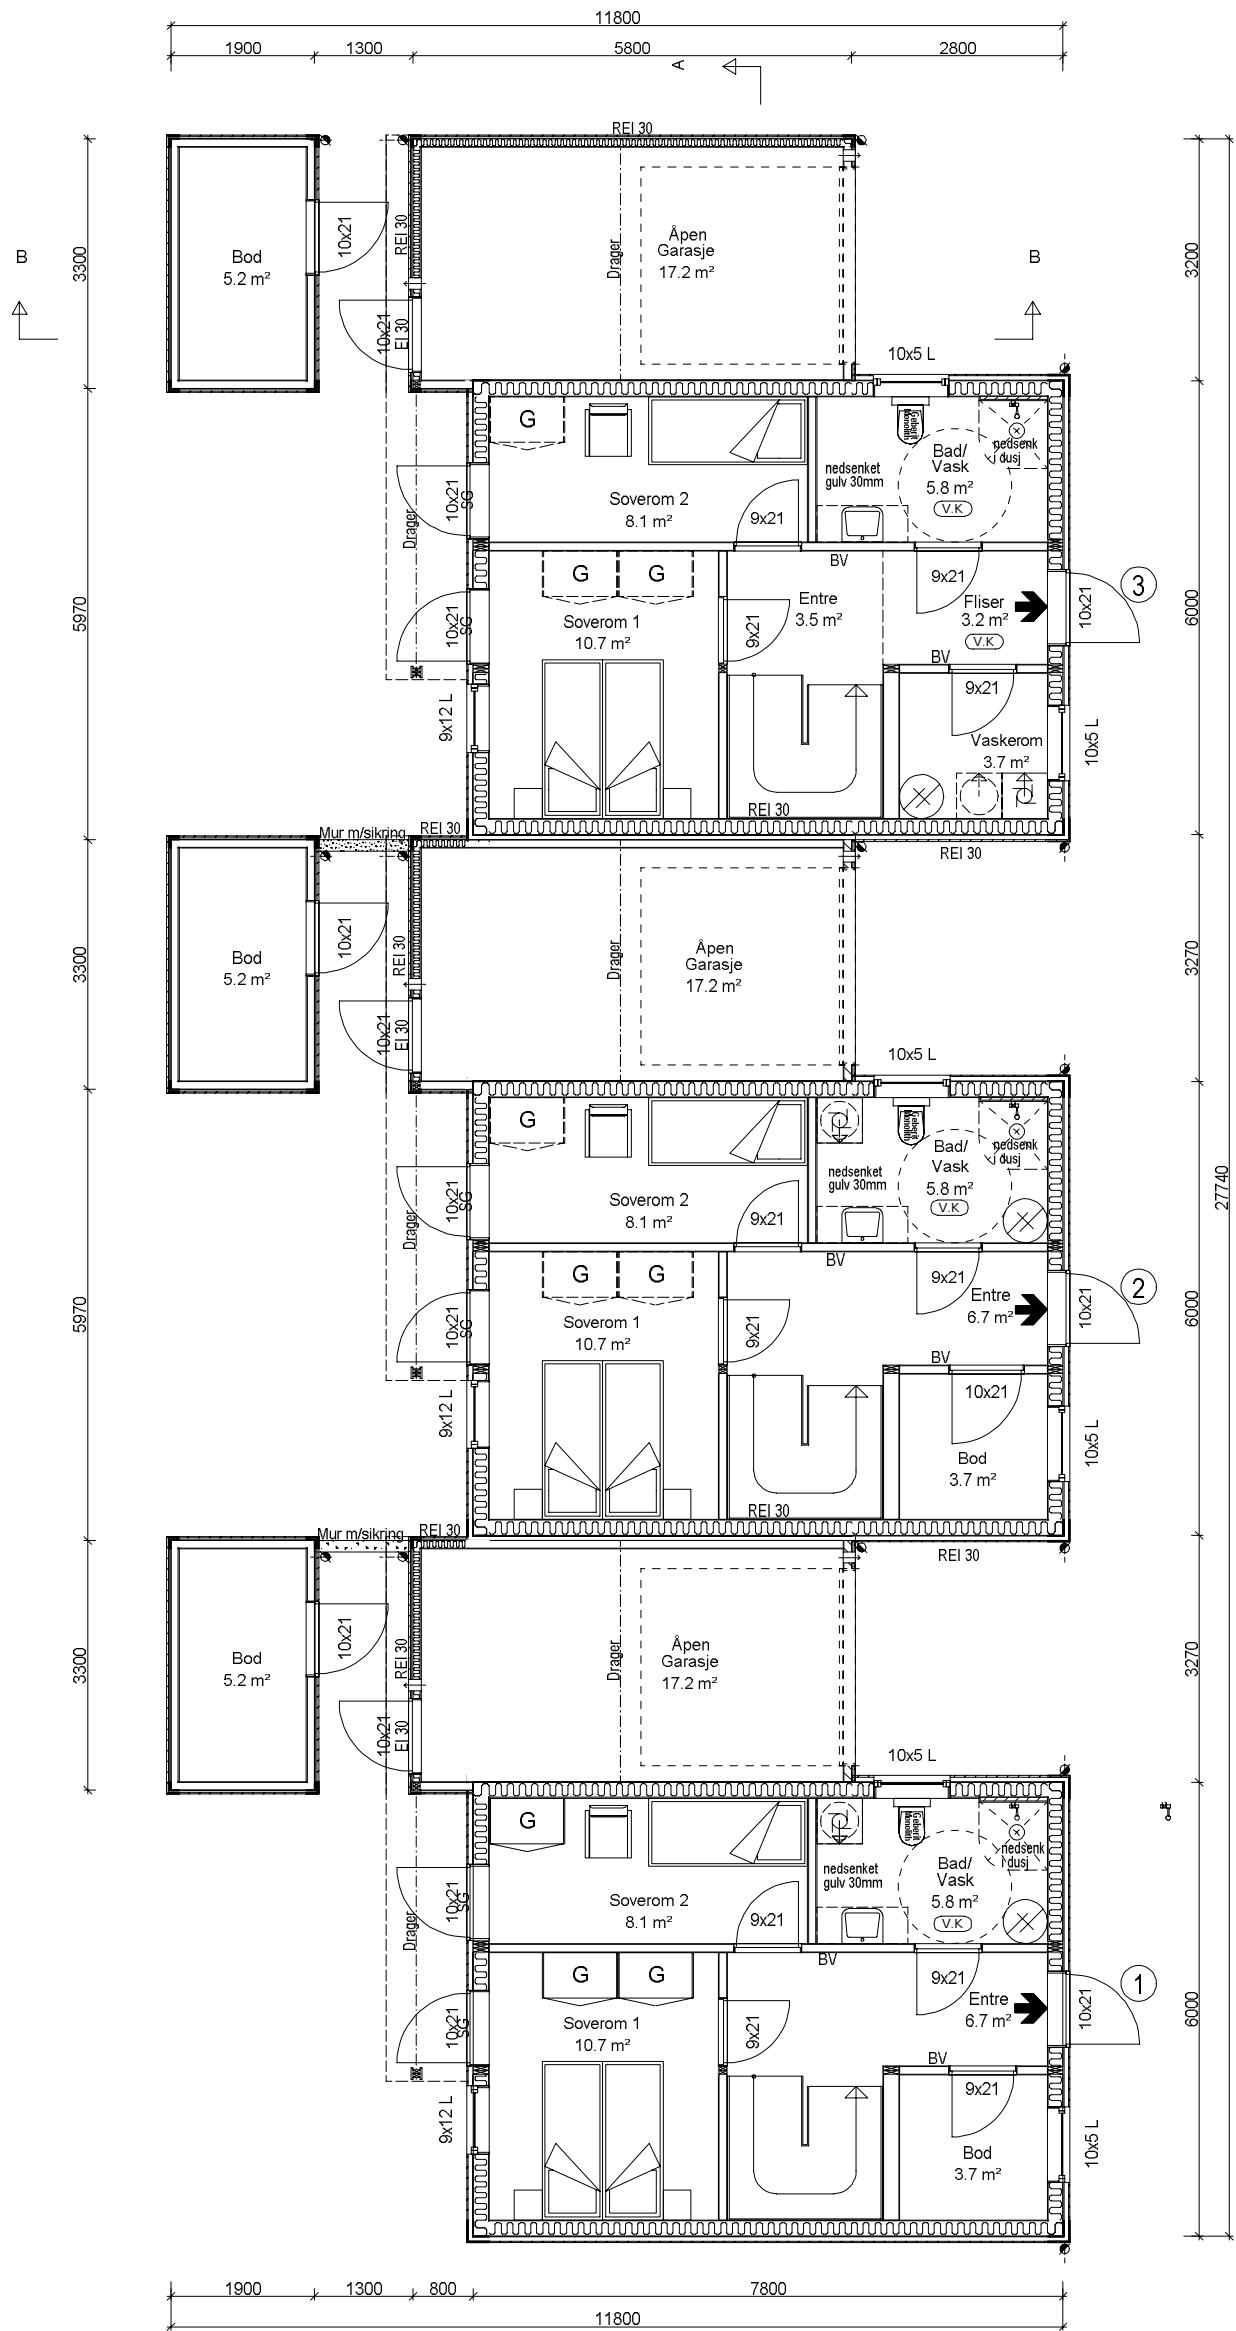 11800
1900 1300 5800 2800
A
REI 30
3300
B
Bod
5.2 m²
10x21
REI 30
10x21
EI 30
Drager
Åpen
Garasje
17.2 m²
B
3200
10x5 L
G
Geberit
Monolith
nedsenk
i dusj
Bad/
Vask
5.8 m²
V.K
nedsenket
gulv 30mm
Soverom 2
8.1 m²
9x21
10x21
SG
Drager
BV
G G
Soverom 1
10.7 m²
10x21
SG
9x21
Entre
3.5 m²
9x21
Fliser
3.2 m²
V.K
10x21
3
5970
6000
BV
9x21
9x12 L
Vaskerom
3.7 m²
10x5 L
REI 30
Mur m/sikring
REI 30
REI 30
3300
Bod
5.2 m²
10x21
REI 30
10x21
EI 30
Drager
Åpen
Garasje
17.2 m²
3270
10x5 L
27740
G
Geberit
Monolith
nedsenk
i dusj
Bad/
Vask
5.8 m²
V.K
nedsenket
gulv 30mm
Soverom 2
8.1 m²
9x21
10x21
SG
Drager
BV
G G
Soverom 1
10.7 m²
10x21
SG
9x21
9x21
Entre
6.7 m²
10x21
2
5970
6000
BV
10x21
9x12 L
Bod
3.7 m²
10x5 L
REI 30
Mur m/sikring
REI 30
REI 30
3300
Bod
5.2 m²
10x21
REI 30
10x21
EI 30
Drager
Åpen
Garasje
17.2 m²
3270
10x5 L
G
Geberit
Monolith
nedsenk
i dusj
Bad/
Vask
5.8 m²
V.K
nedsenket
gulv 30mm
Soverom 2
8.1 m²
9x21
10x21
SG
Drager
BV
G G
Soverom 1
10.7 m²
10x21
SG
9x21
9x21
Entre
6.7 m²
10x21
1
6000
BV
9x21
9x12 L
Bod
3.7 m²
10x5 L
1900 1300 800 7800
11800